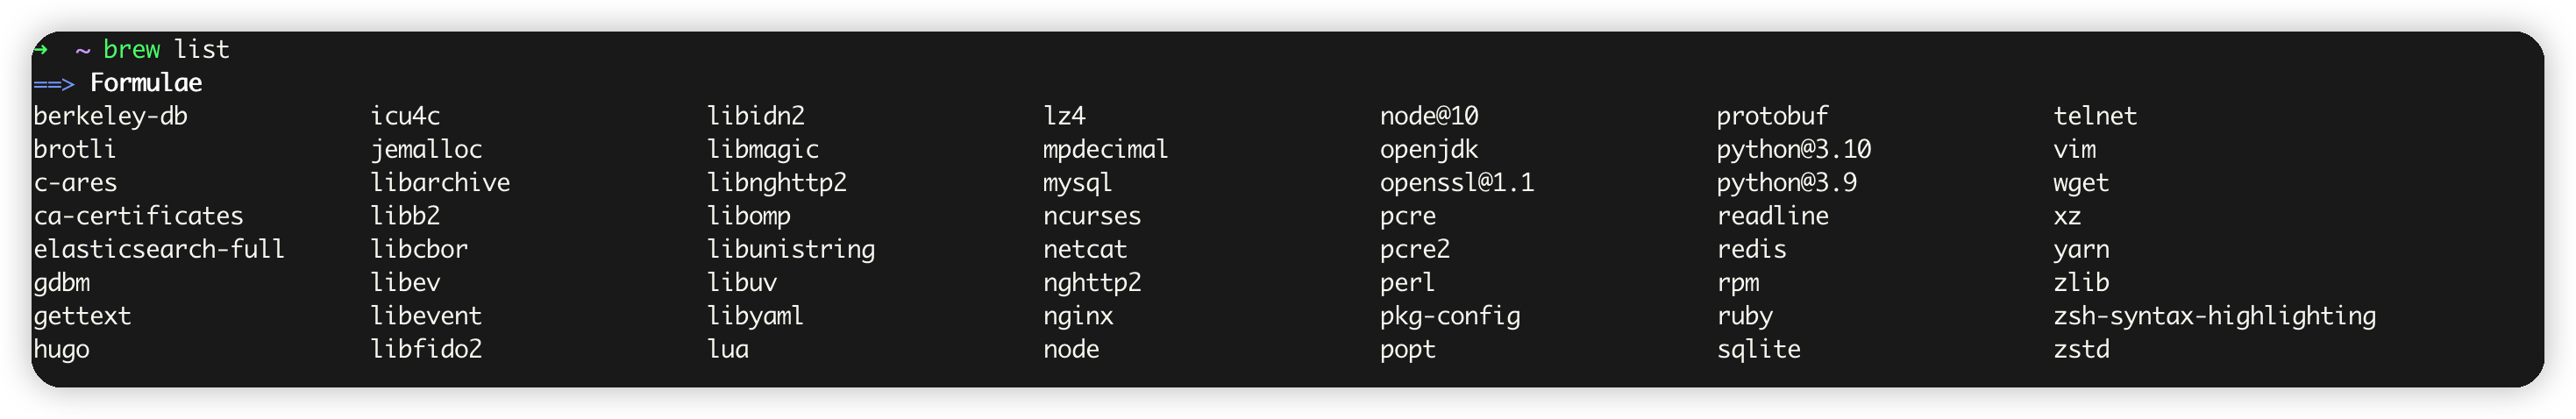 → ~ brew list
==> Formulae
berkeley-db icu4c libidn2 lz4 node@10 protobuf telnet
brotli jemalloc libmagic mpdecimal openjdk python@3.10 vim
c-ares libarchive libnghttp2 mysql openssl@1.1 python@3.9 wget
ca-certificates libb2 libomp ncurses pcre readline xz
elasticsearch-full libcbor libunistring netcat pcre2 redis yarn
gdbm libev libuv nghttp2 perl rpm zlib
gettext libevent libyaml nginx pkg-config ruby zsh-syntax-highlighting
hugo libfido2 lua node popt sqlite zstd